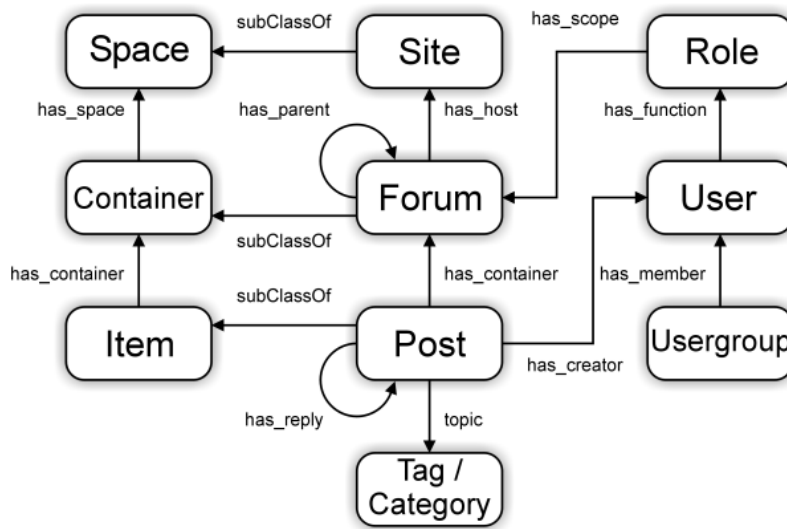 subClassOf
has_scope
Space
Site
Role
has_space
has_parent
has_host
has_function
Container
Forum
User
subClassOf
has_container
subClassOf
has_container
has_member
Item
Post
Usergroup
has_creator
has_reply
topic
Tag /
Category